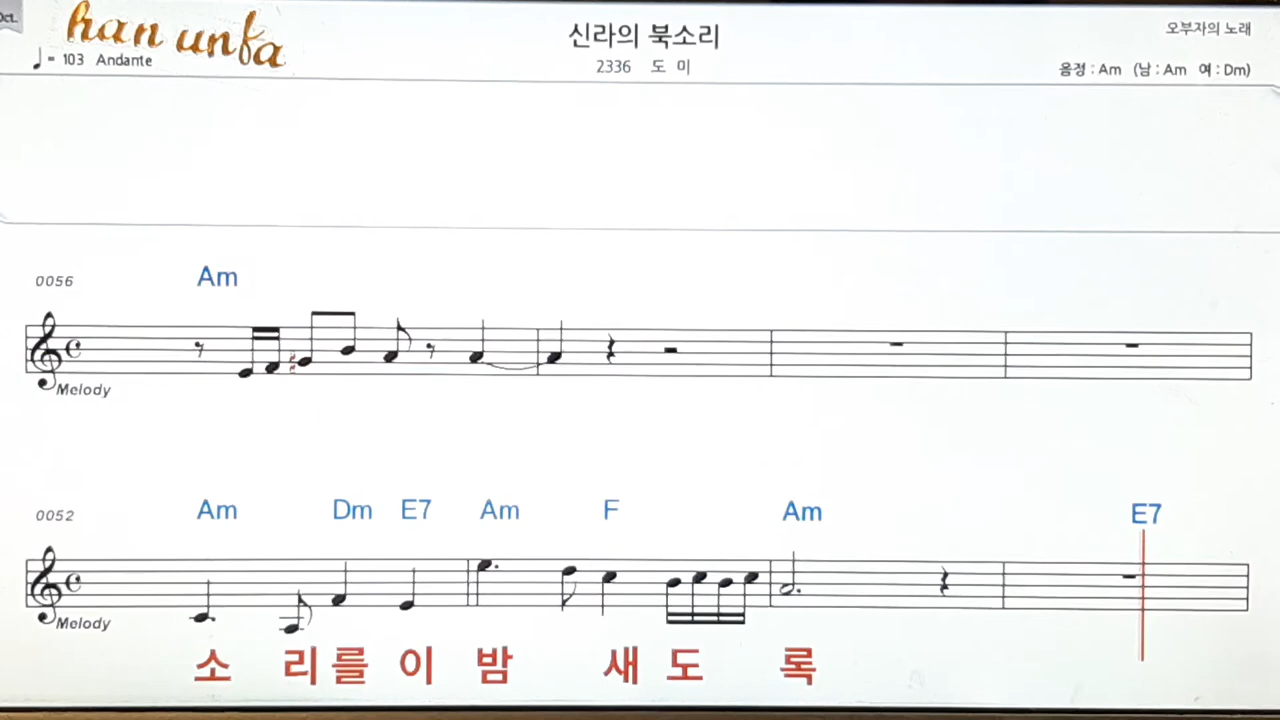 Oct.
han unfa
신라의 북소리
오부자의 노래
♩= 103 Andante
2336 도 미
음정 : Am (남 : Am 여 : Dm)
0056 Am
Melody
0052 Am Dm E7 Am F Am E7
Melody
소 리 를 이 밤 새 도 록